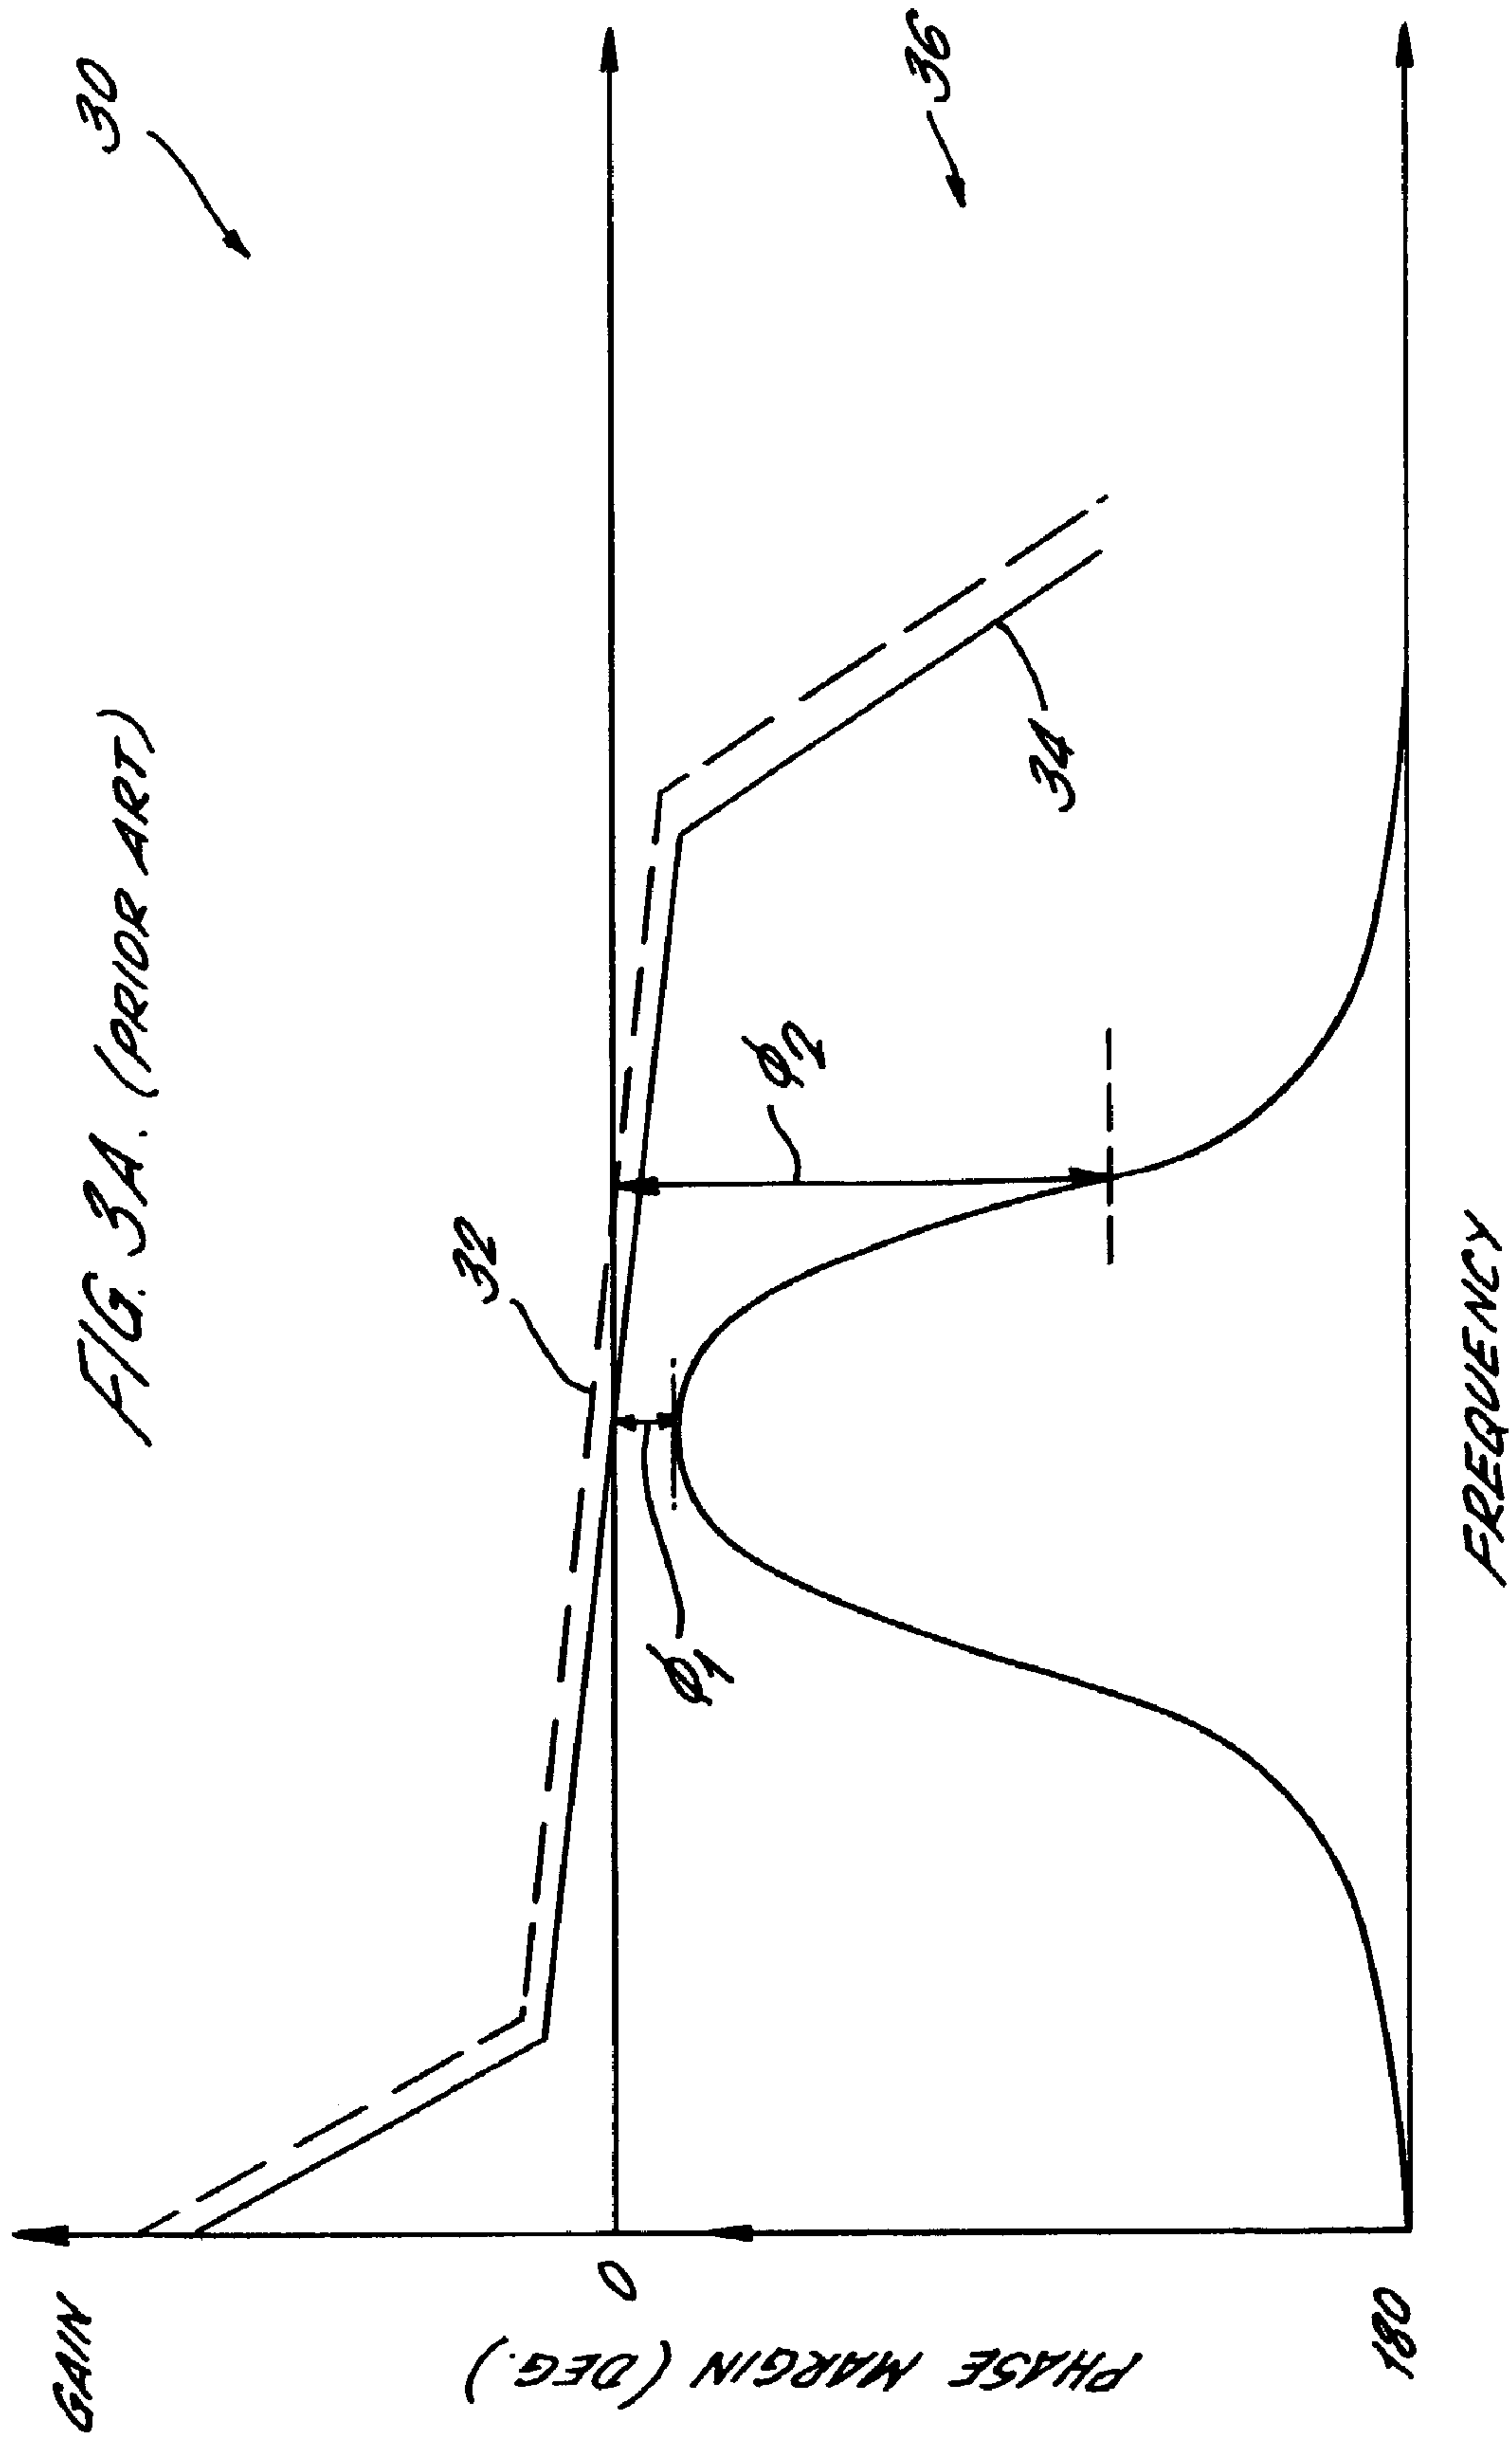 FIG. 3A. (PRIOR ART)
30
GAIN
32
0
ϕ1
ϕ2
36
34
PHASE MARGIN (DEG.)
180
FREQUENCY